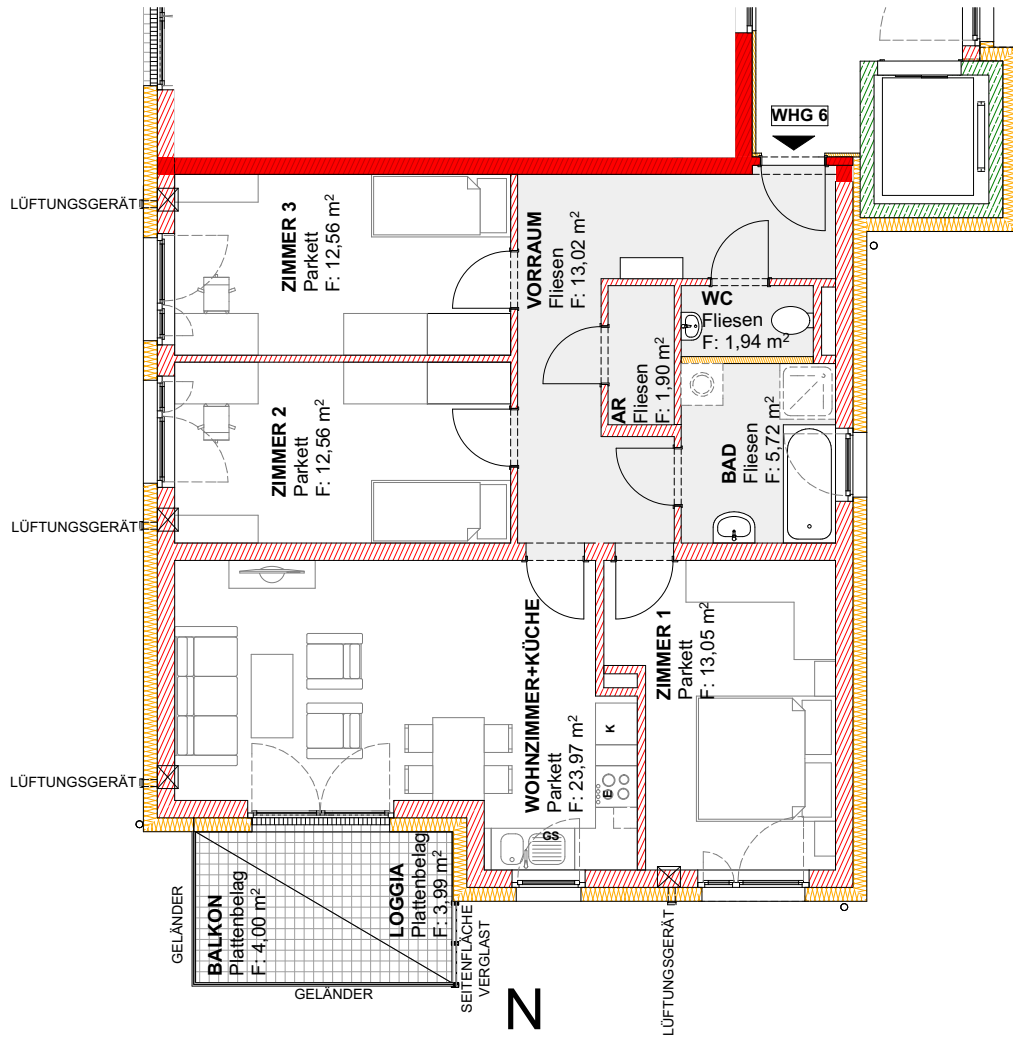 WHG 6
LÜFTUNGSGERÄT
ZIMMER 3
Parkett
F: 12,56 m²
VORRAUM
Fliesen
F: 13,02 m²
WC
Fliesen
F: 1,94 m²
AR
Fliesen
F: 1,90 m²
ZIMMER 2
Parkett
F: 12,56 m²
BAD
Fliesen
F: 5,72 m²
LÜFTUNGSGERÄT
WOHNZIMMER+KÜCHE
Parkett
F: 23,97 m²
ZIMMER 1
Parkett
F: 13,05 m²
K
E
GS
LÜFTUNGSGERÄT
GELÄNDER
BALKON
Plattenbelag
F: 4,00 m²
LOGGIA
Plattenbelag
F: 3,99 m²
SEITENFLÄCHE
VERGLAST
GELÄNDER
LÜFTUNGSGERÄT
N